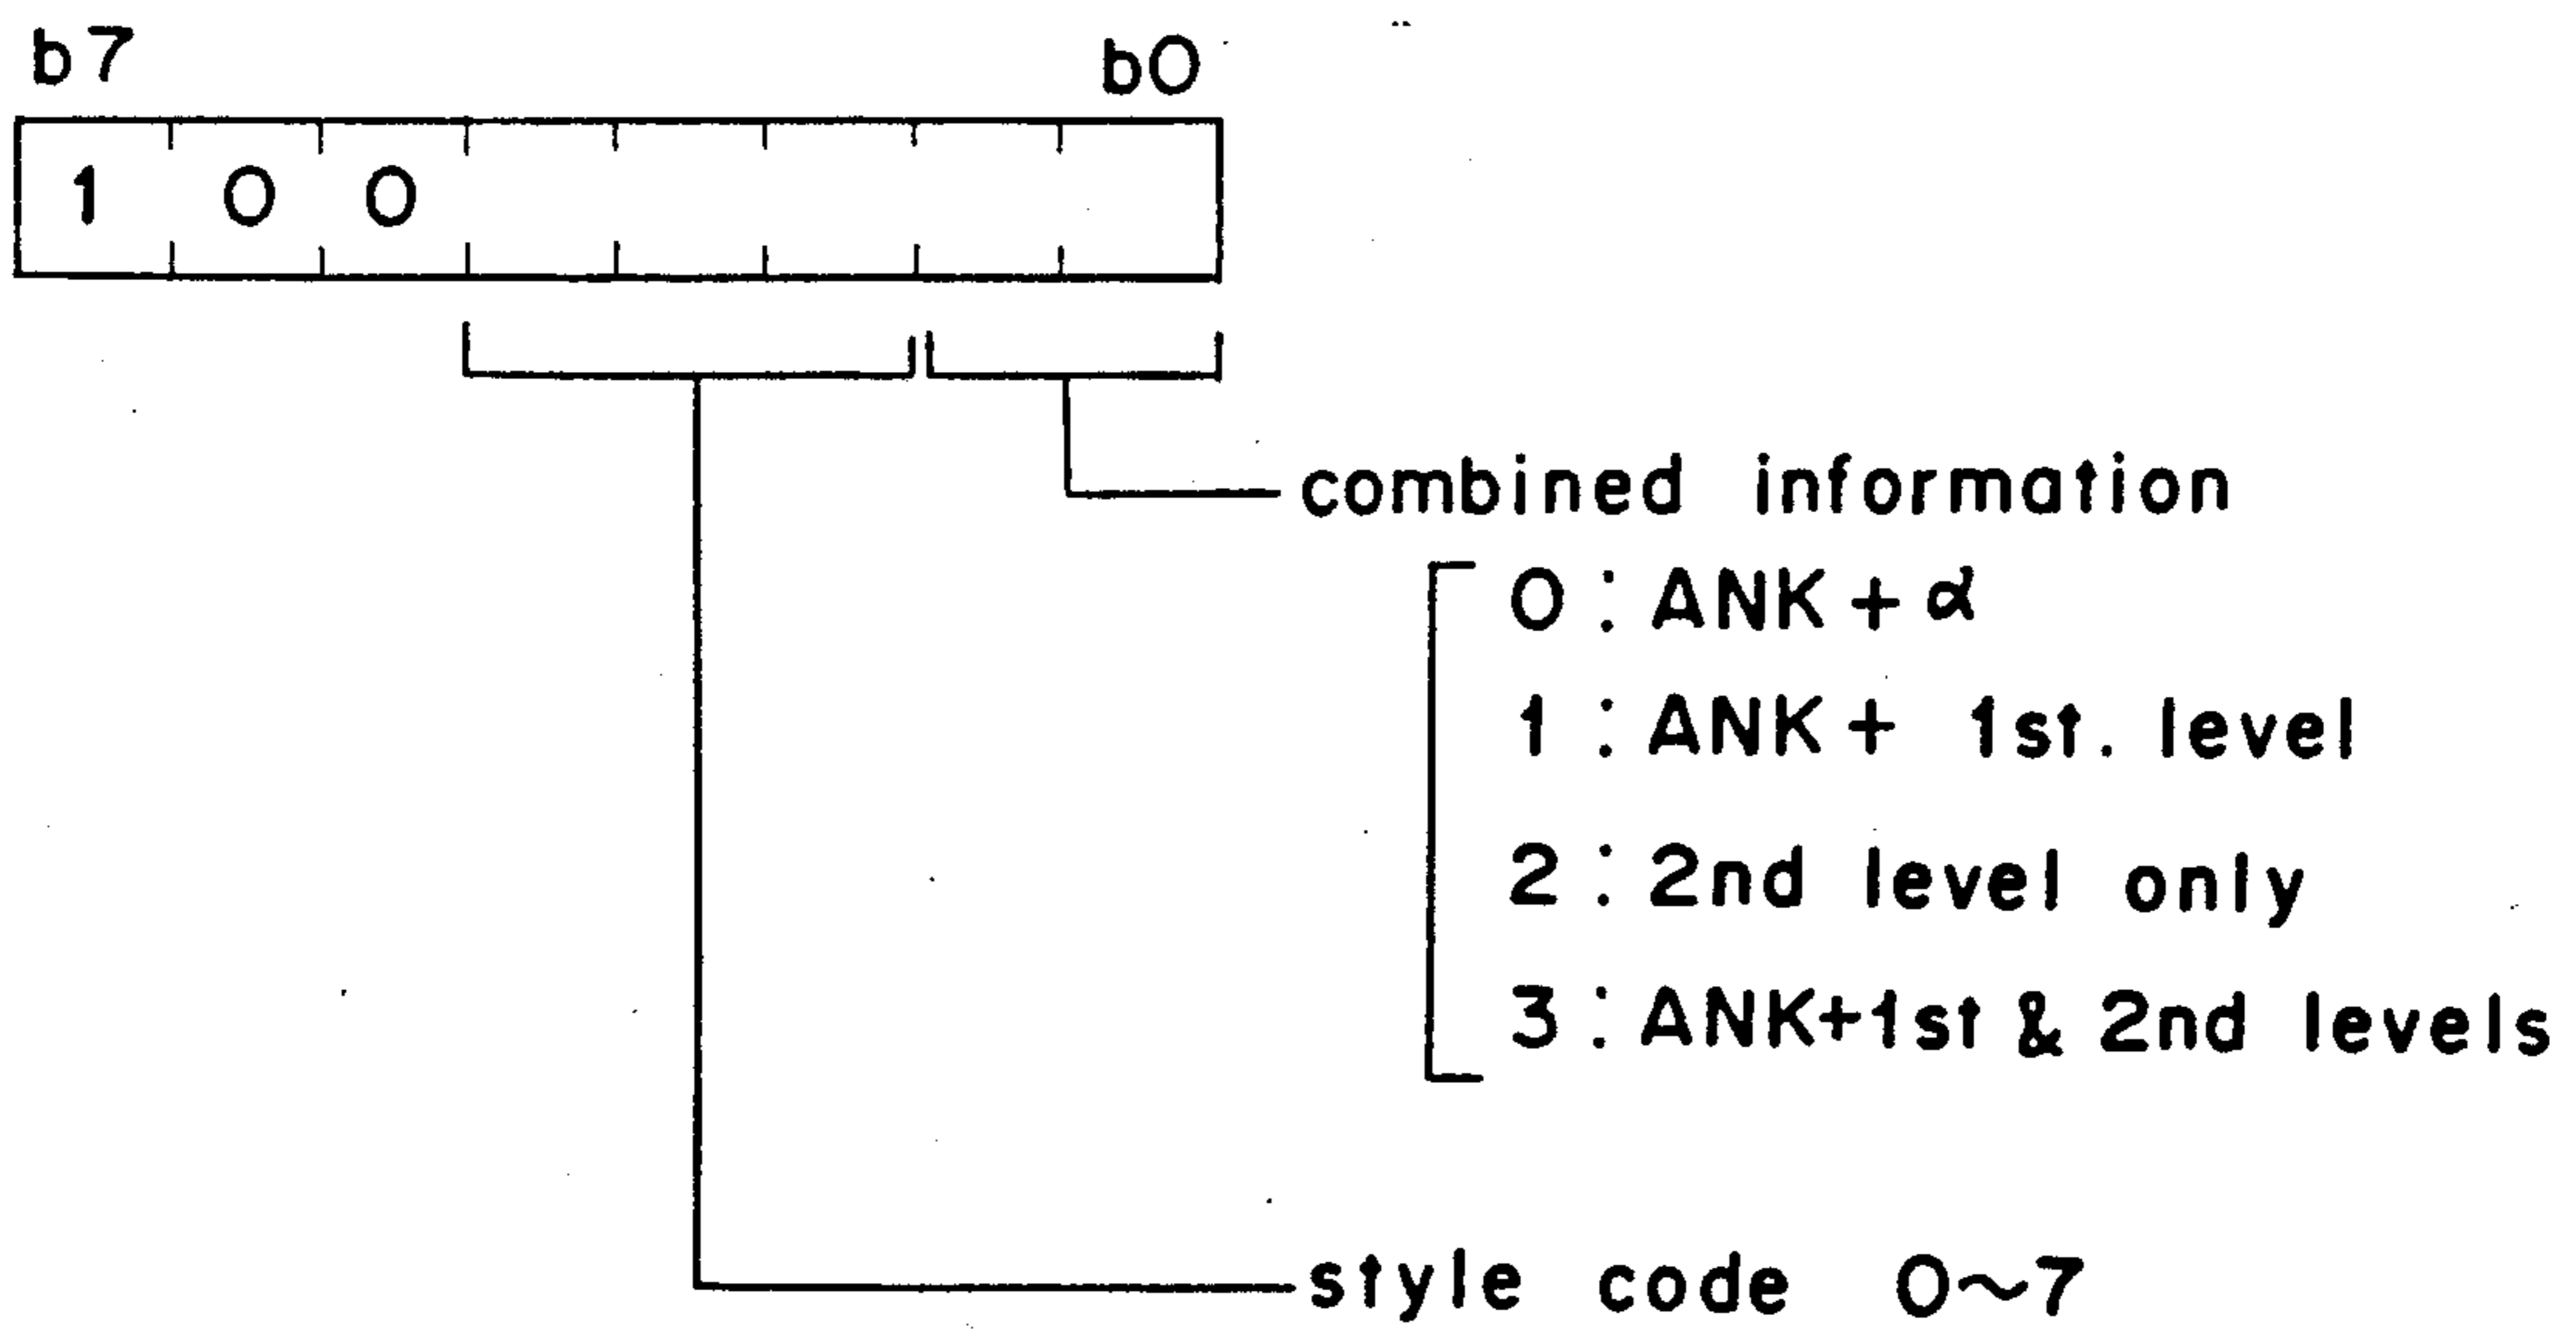 b7 b0
1 0 0
combined information
0 : ANK + α
1 : ANK + 1st. level
2 : 2nd level only
3 : ANK+1st & 2nd levels
style code 0~7